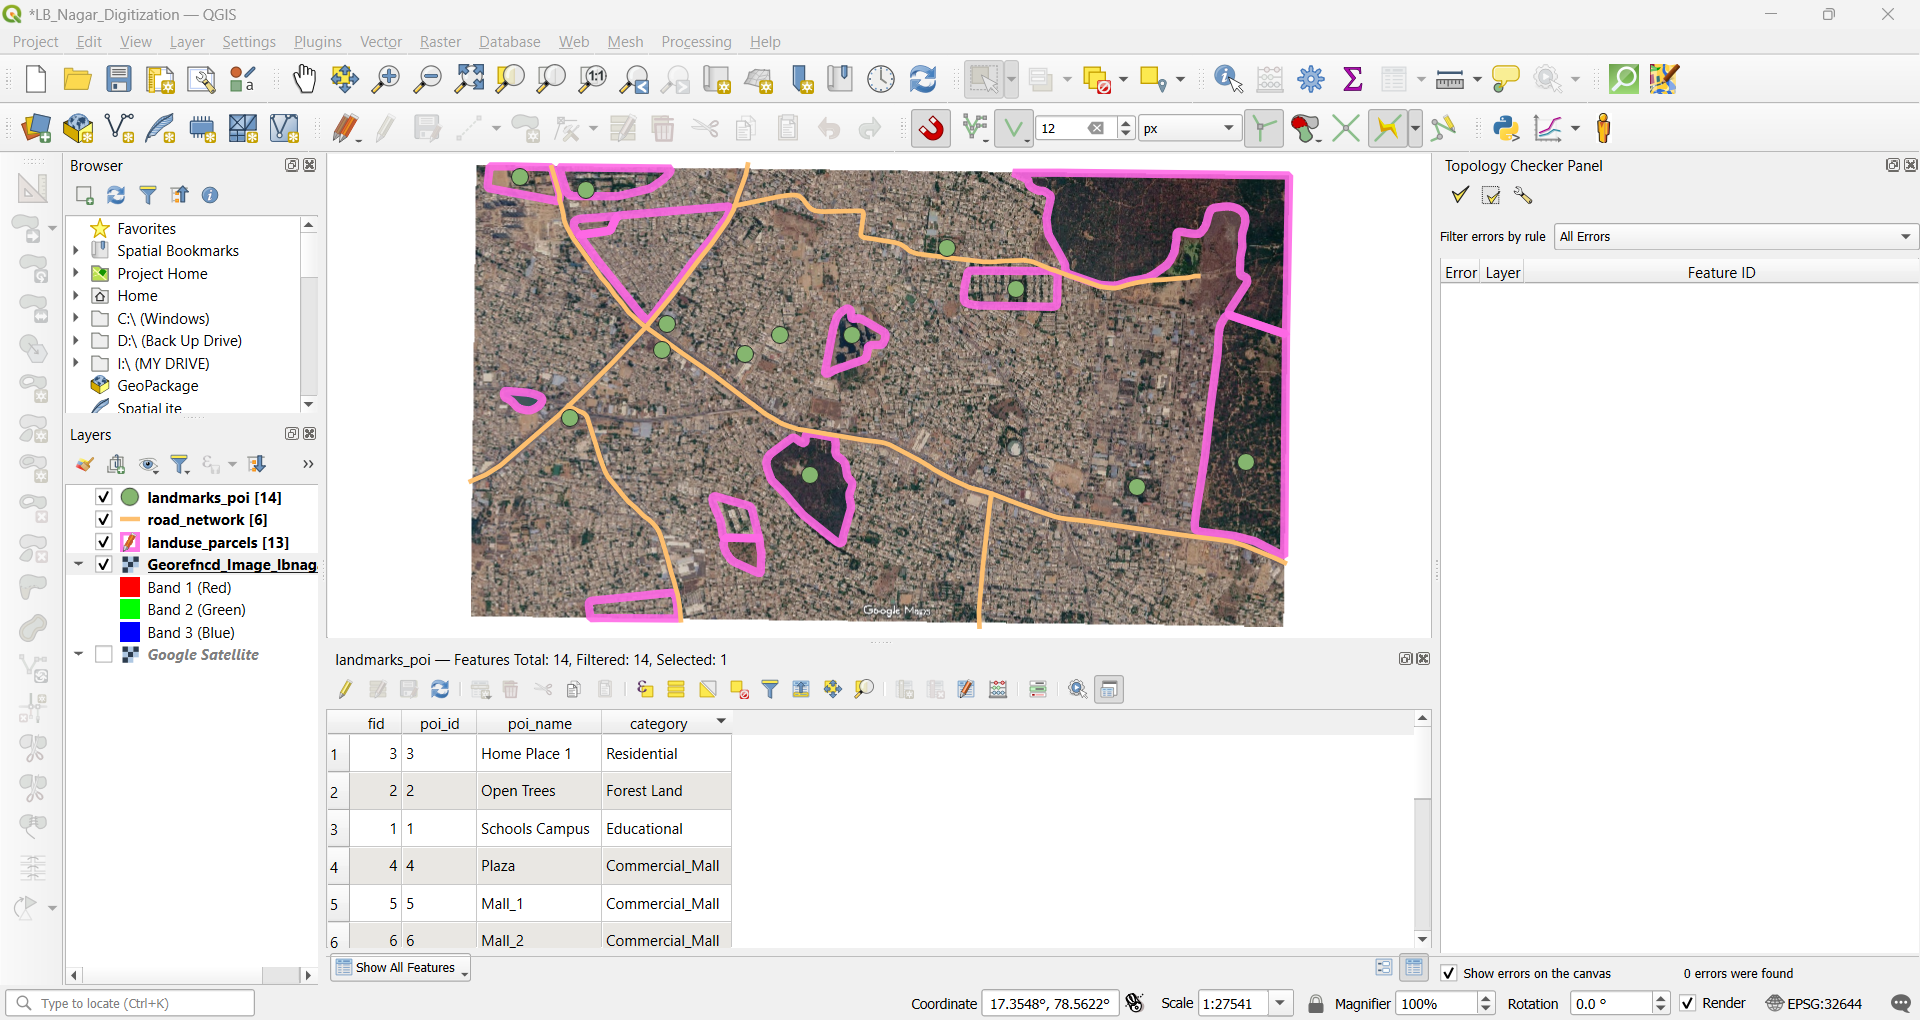 *LB_Nagar_Digitization — QGIS
Project Edit View Layer Settings Plugins Vector Raster Database Web Mesh Processing Help
1:1
12
px
Browser
Favorites
Spatial Bookmarks
Project Home
Home
C:\ (Windows)
D:\ (Back Up Drive)
I:\ (MY DRIVE)
GeoPackage
SpatiaLite
Layers
landmarks_poi [14]
road_network [6]
landuse_parcels [13]
Georefncd_Image_lbnag
Band 1 (Red)
Band 2 (Green)
Band 3 (Blue)
Google Satellite
Google Maps
landmarks_poi — Features Total: 14, Filtered: 14, Selected: 1
fid poi_id poi_name category
1 3 3 Home Place 1 Residential
2 2 2 Open Trees Forest Land
3 1 1 Schools Campus Educational
4 4 4 Plaza Commercial_Mall
5 5 5 Mall_1 Commercial_Mall
6 6 6 Mall_2 Commercial_Mall
Show All Features
Topology Checker Panel
Filter errors by rule All Errors
Error Layer Feature ID
Show errors on the canvas 0 errors were found
Type to locate (Ctrl+K)
Coordinate 17.3548°, 78.5622° Scale 1:27541 Magnifier 100% Rotation 0.0 ° Render EPSG:32644